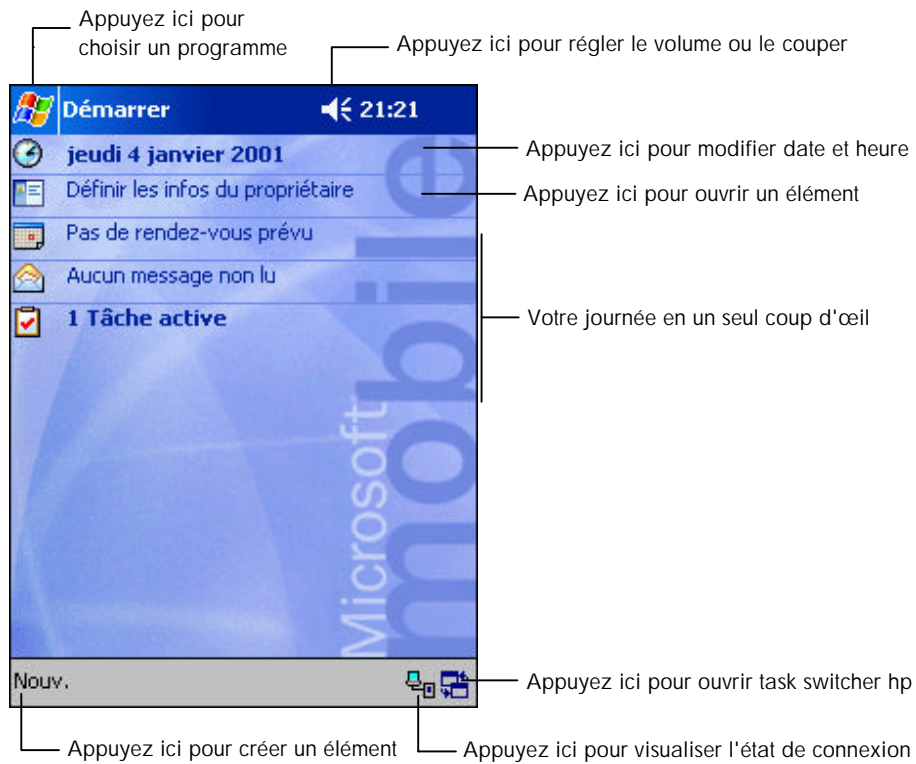 Appuyez ici pour
choisir un programme
Appuyez ici pour régler le volume ou le couper
Démarrer 21:21
jeudi 4 janvier 2001
Appuyez ici pour modifier date et heure
Définir les infos du propriétaire
Appuyez ici pour ouvrir un élément
Pas de rendez-vous prévu
Aucun message non lu
1 Tâche active
Votre journée en un seul coup d'œil
Microsoft
mobile
Nouv.
Appuyez ici pour ouvrir task switcher hp
Appuyez ici pour créer un élément
Appuyez ici pour visualiser l'état de connexion